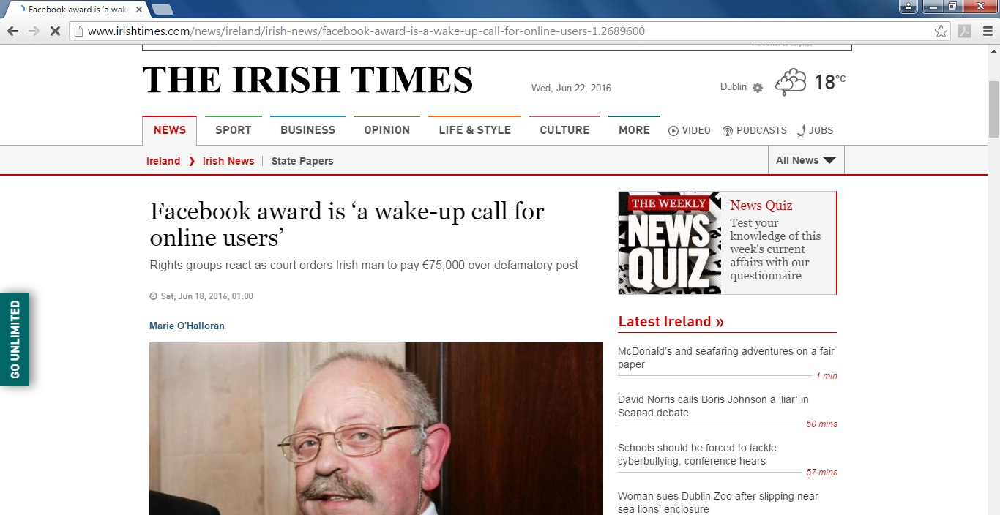 Facebook award is 'a wake
www.irishtimes.com/news/ireland/irish-news/facebook-award-is-a-wake-up-call-for-online-users-1.2689600
THE IRISH TIMES
Wed, Jun 22, 2016
Dublin
18°C
NEWS
SPORT
BUSINESS
OPINION
LIFE & STYLE
CULTURE
MORE
VIDEO
PODCASTS
JOBS
Ireland
Irish News
State Papers
All News
Facebook award is ‘a wake-up call for
online users’
Rights groups react as court orders Irish man to pay €75,000 over defamatory post
Sat, Jun 18, 2016, 01:00
Marie O'Halloran
GO UNLIMITED
THE WEEKLY
NEWS
QUIZ
News Quiz
Test your
knowledge of this
week's current
affairs with our
questionnaire
Latest Ireland »
McDonald’s and seafaring adventures on a fair
paper
1 min
David Norris calls Boris Johnson a ‘liar’ in
Seanad debate
50 mins
Schools should be forced to tackle
cyberbullying, conference hears
57 mins
Woman sues Dublin Zoo after slipping near
sea lions’ enclosure